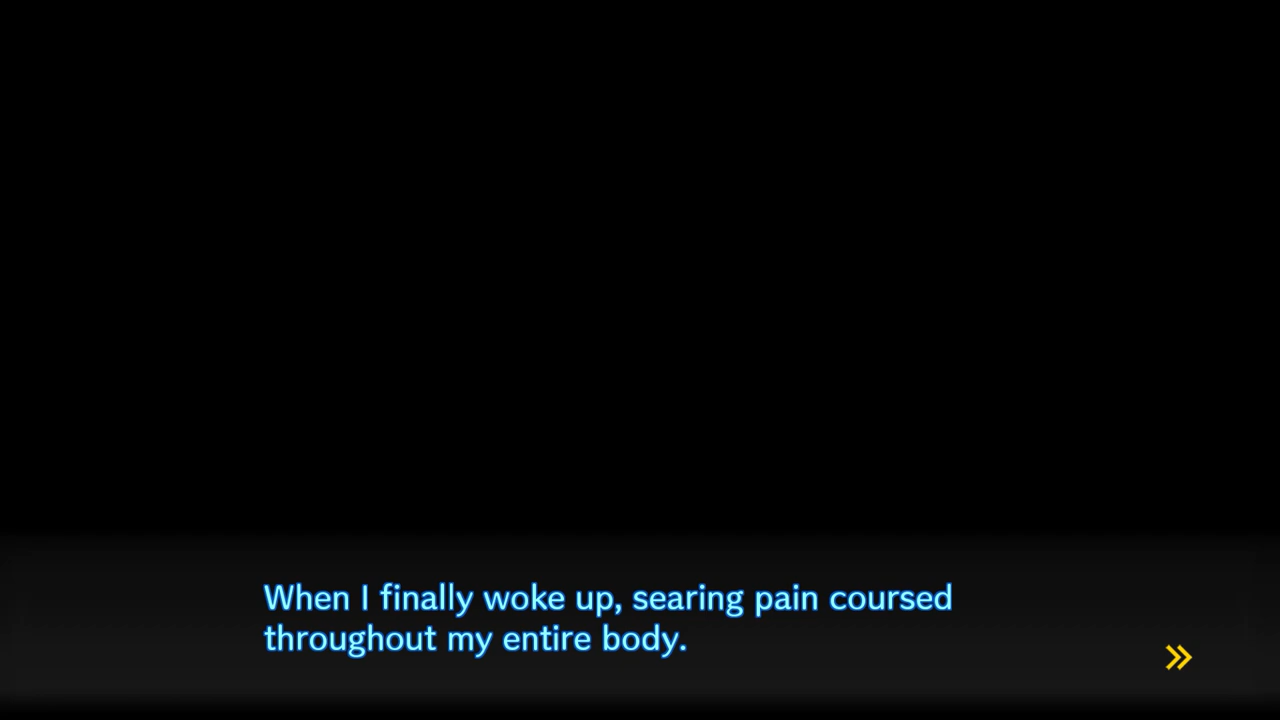 When I finally woke up, searing pain coursed
throughout my entire body.